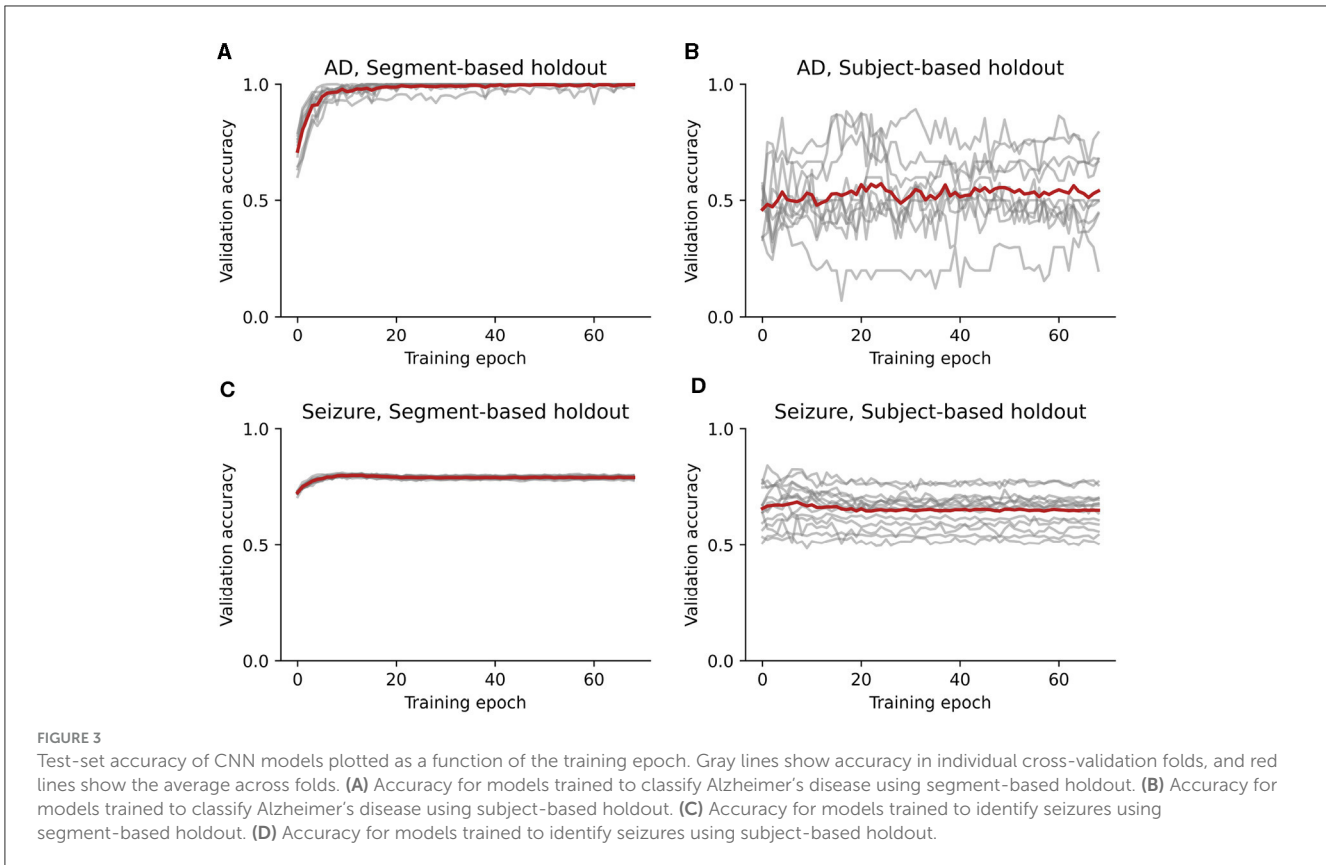 A
AD, Segment-based holdout
1.0
0.5
0.0
Validation accuracy
0 20 40 60
Training epoch
B
AD, Subject-based holdout
1.0
0.5
0.0
Validation accuracy
0 20 40 60
Training epoch
C
Seizure, Segment-based holdout
1.0
0.5
0.0
Validation accuracy
0 20 40 60
Training epoch
D
Seizure, Subject-based holdout
1.0
0.5
0.0
Validation accuracy
0 20 40 60
Training epoch
FIGURE 3
Test-set accuracy of CNN models plotted as a function of the training epoch. Gray lines show accuracy in individual cross-validation folds, and red
lines show the average across folds. (A) Accuracy for models trained to classify Alzheimer's disease using segment-based holdout. (B) Accuracy for
models trained to classify Alzheimer's disease using subject-based holdout. (C) Accuracy for models trained to identify seizures using
segment-based holdout. (D) Accuracy for models trained to identify seizures using subject-based holdout.